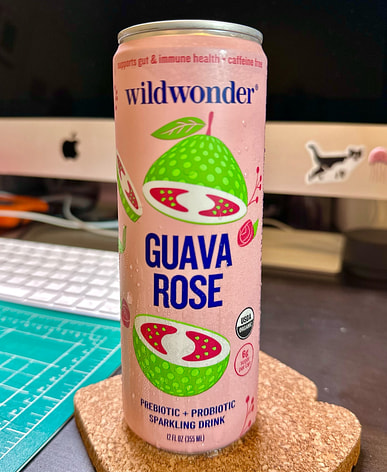 supports gut & immune health • caffeine free
wildwonder®
GUAVA
ROSE
USDA
ORGANIC
6g
PREBIOTIC + PROBIOTIC
SPARKLING DRINK
12 FL OZ (355 ML)